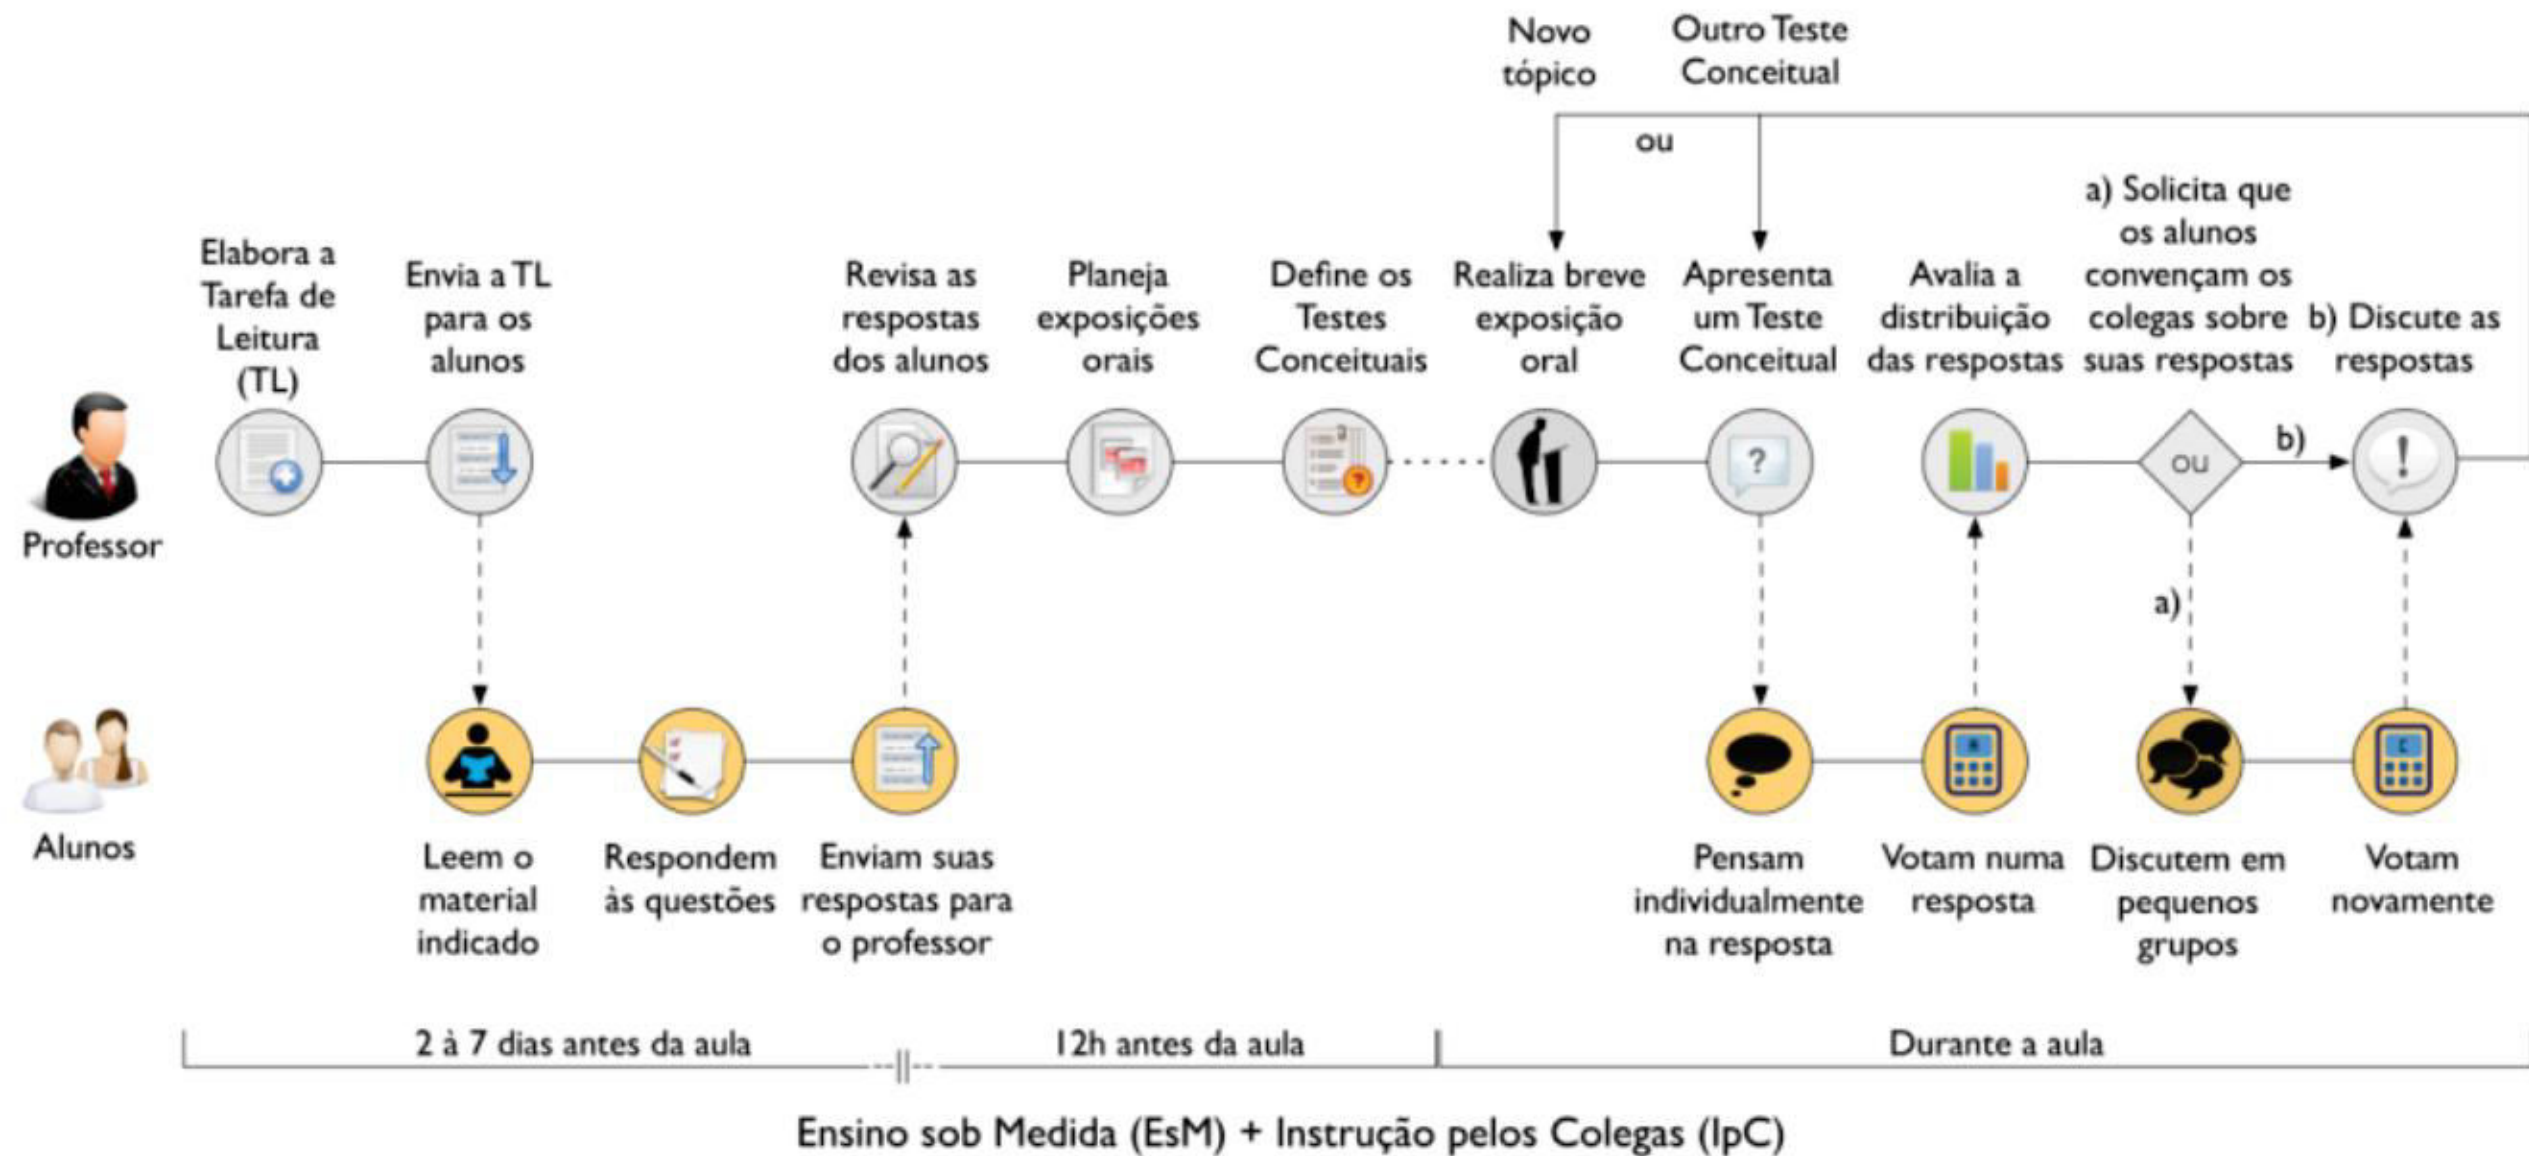 Novo
tópico
Outro Teste
Conceitual
ou
Elabora a
Tarefa de
Leitura
(TL)
Envia a TL
para os
alunos
Revisa as
respostas
dos alunos
Planeja
exposições
orais
Define os
Testes
Conceituais
Realiza breve
exposição
oral
Apresenta
um Teste
Conceitual
Avalia a
distribuição
das respostas
a) Solicita que
os alunos
convençam os
colegas sobre
suas respostas
b) Discute as
respostas
?
?
ou
b)
!
Professor
a)
A
C
Alunos
Leem o
material
indicado
Respondem
às questões
Enviam suas
respostas para
o professor
Pensam
individualmente
na resposta
Votam numa
resposta
Discutem em
pequenos
grupos
Votam
novamente
2 à 7 dias antes da aula
12h antes da aula
Durante a aula
Ensino sob Medida (EsM) + Instrução pelos Colegas (IpC)